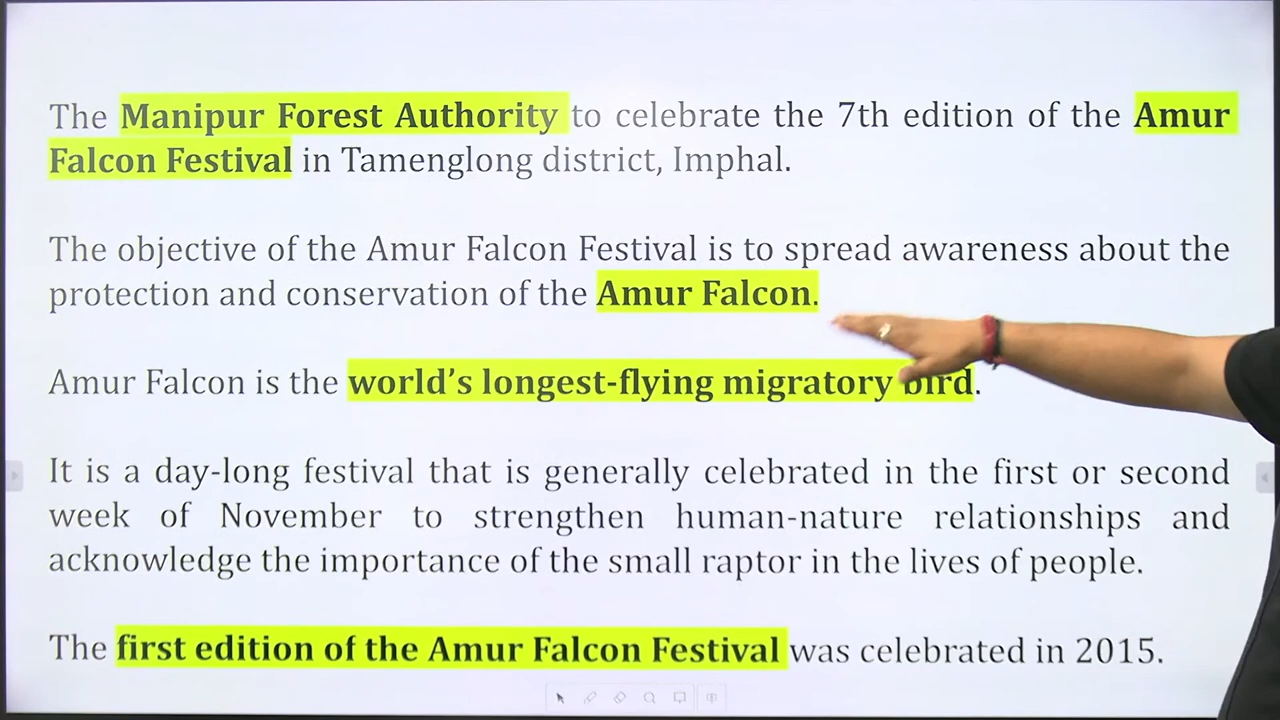 The Manipur Forest Authority to celebrate the 7th edition of the Amur
Falcon Festival in Tamenglong district, Imphal.
The objective of the Amur Falcon Festival is to spread awareness about the
protection and conservation of the Amur Falcon.
Amur Falcon is the world’s longest-flying migratory bird.
It is a day-long festival that is generally celebrated in the first or second
week of November to strengthen human-nature relationships and
acknowledge the importance of the small raptor in the lives of people.
The first edition of the Amur Falcon Festival was celebrated in 2015.